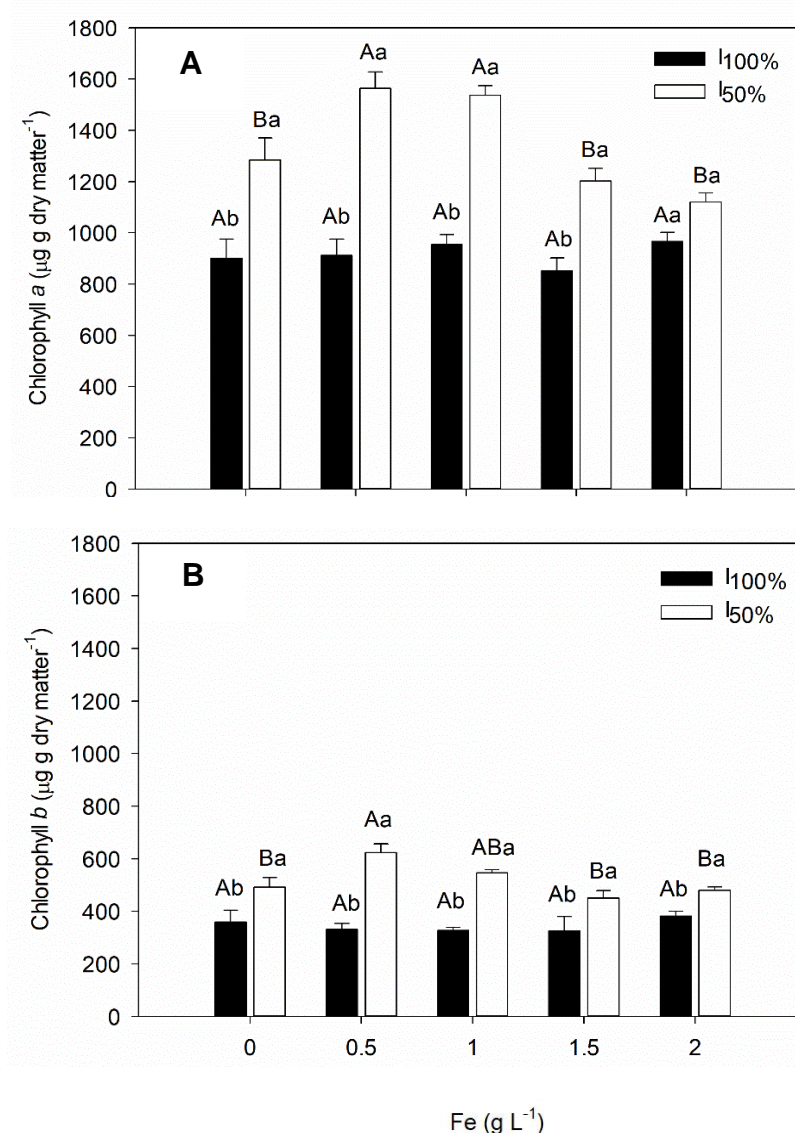 A
I100%
I50%
Chlorophyll a (µg g dry matter-1)
1800
1600
1400
1200
1000
800
600
400
200
0
Ab Ba Ab Aa Ab Aa Ab Ba Aa Ba
B
I100%
I50%
Chlorophyll b (µg g dry matter-1)
1800
1600
1400
1200
1000
800
600
400
200
0
Ab Ba Ab Aa Ab ABa Ab Ba Ab Ba
0 0.5 1 1.5 2
Fe (g L-1)